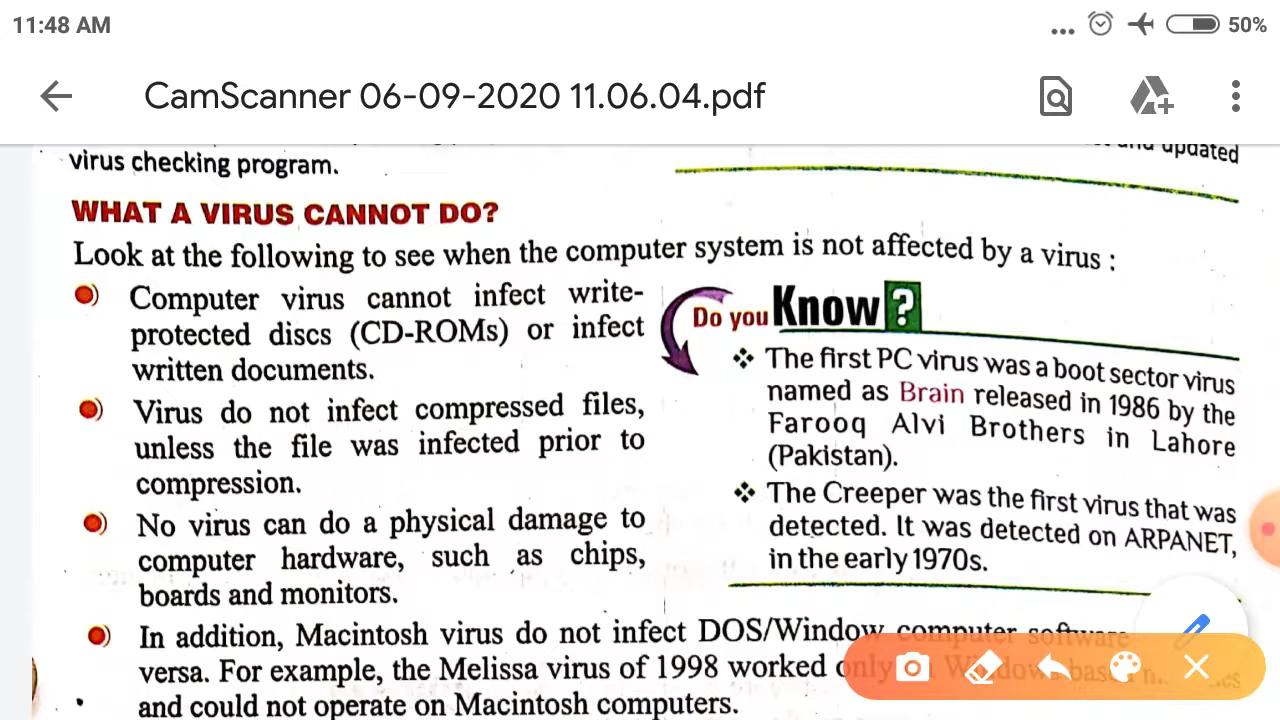 11:48 AM
50%
CamScanner 06-09-2020 11.06.04.pdf
virus checking program.
updated
WHAT A VIRUS CANNOT DO?
Look at the following to see when the computer system is not affected by a virus :
Computer virus cannot infect write-
protected discs (CD-ROMs) or infect
written documents.
Virus do not infect compressed files,
unless the file was infected prior to
compression.
No virus can do a physical damage to
computer hardware, such as chips,
boards and monitors.
Do you Know?
The first PC virus was a boot sector virus
named as Brain released in 1986 by the
Farooq Alvi Brothers in Lahore
(Pakistan).
The Creeper was the first virus that was
detected. It was detected on ARPANET,
in the early 1970s.
In addition, Macintosh virus do not infect DOS/Window computer software
versa. For example, the Melissa virus of 1998 worked only Windows
and could not operate on Macintosh computers.